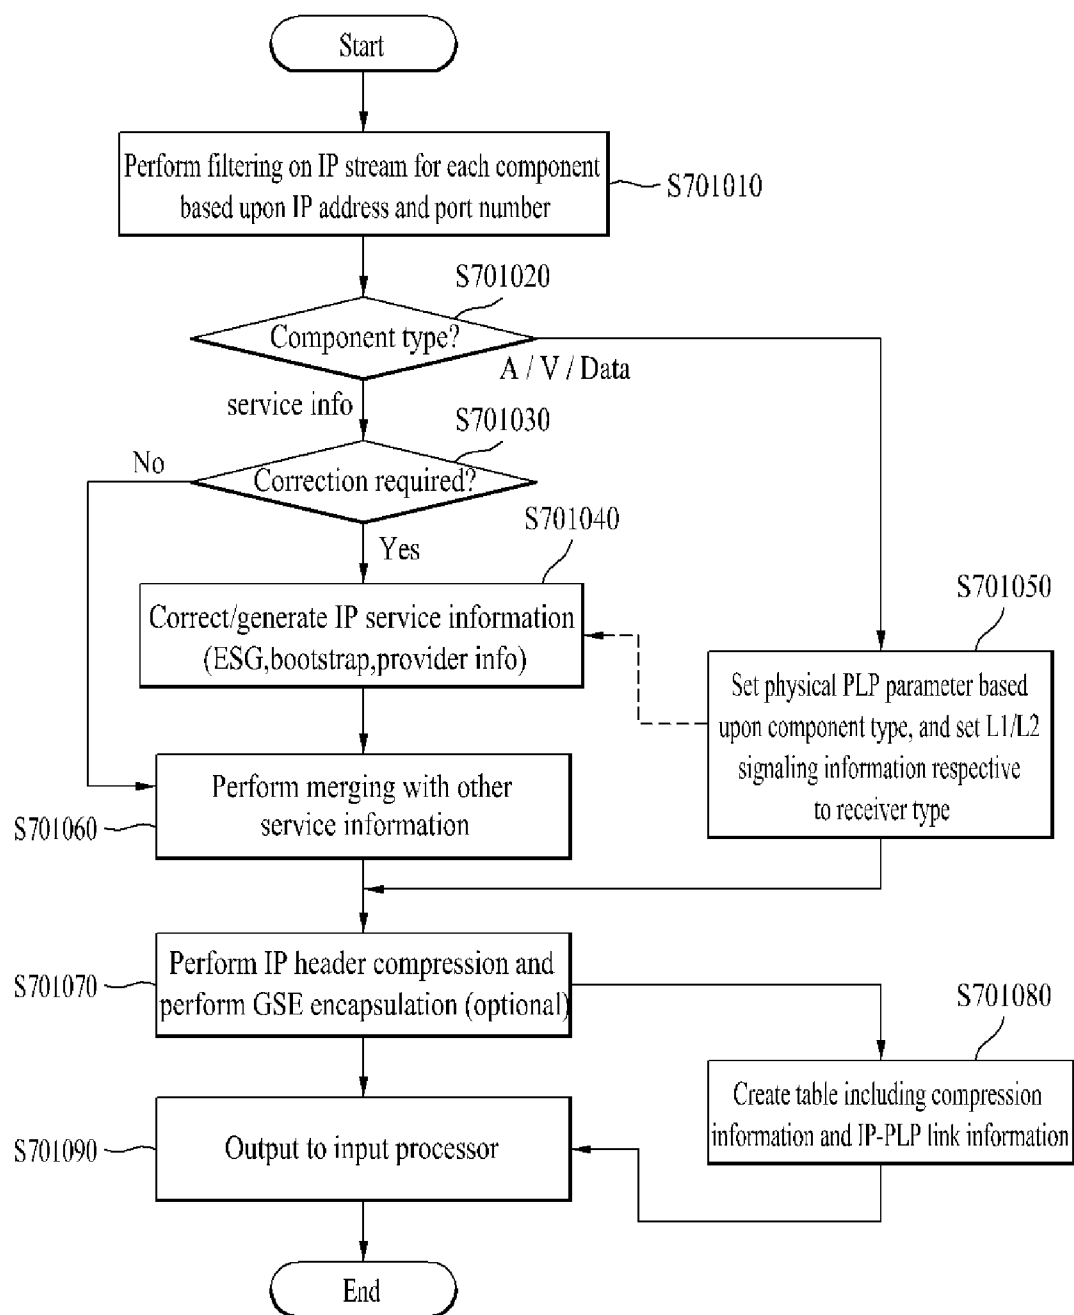 Start
Perform filtering on IP stream for each component
based upon IP address and port number
S701010
S701020
Component type?
A / V / Data
service info
S701030
No
Correction required?
S701040
Yes
Correct/generate IP service information
(ESG,bootstrap,provider info)
S701050
Set physical PLP parameter based
upon component type, and set L1/L2
signaling information respective
to receiver type
Perform merging with other
service information
S701060
Perform IP header compression and
perform GSE encapsulation (optional)
S701070
S701080
Create table including compression
information and IP-PLP link information
Output to input processor
S701090
End